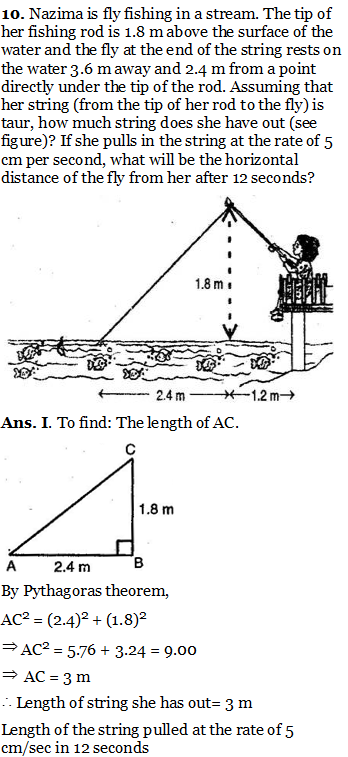 10. Nazima is fly fishing in a stream. The tip of
her fishing rod is 1.8 m above the surface of the
water and the fly at the end of the string rests on
the water 3.6 m away and 2.4 m from a point
directly under the tip of the rod. Assuming that
her string (from the tip of her rod to the fly) is
taur, how much string does she have out (see
figure)? If she pulls in the string at the rate of 5
cm per second, what will be the horizontal
distance of the fly from her after 12 seconds?
1.8 m
2.4 m
1.2 m
Ans. I. To find: The length of AC.
C
1.8 m
A
2.4 m
B
By Pythagoras theorem,
AC² = (2.4)² + (1.8)²
⇒ AC² = 5.76 + 3.24 = 9.00
⇒ AC = 3 m
∴ Length of string she has out= 3 m
Length of the string pulled at the rate of 5
cm/sec in 12 seconds